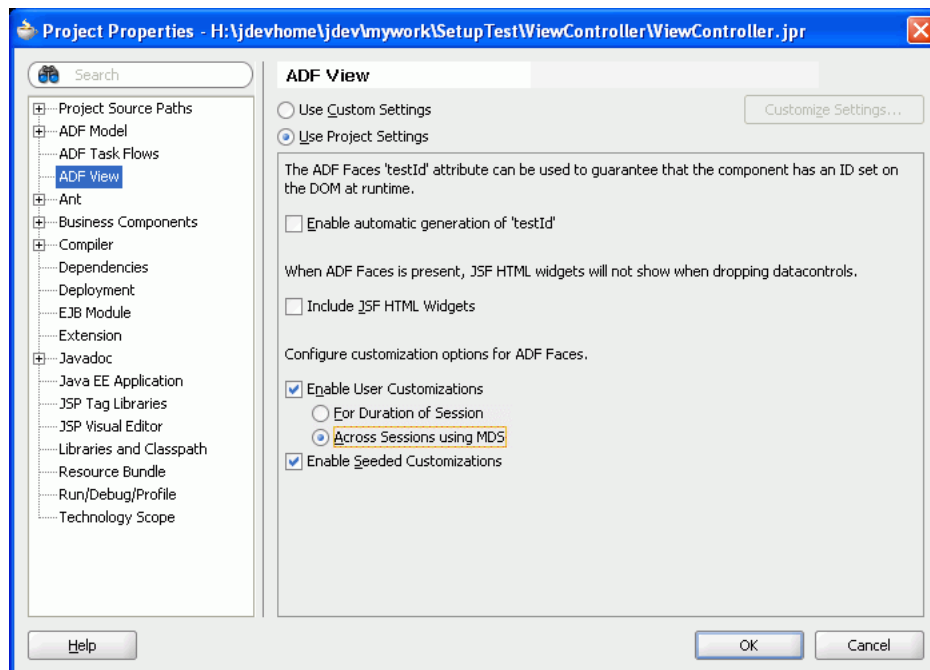 Project Properties - H:\jdevhome\jdev\mywork\SetupTest\ViewController\ViewController.jpr
Search
Project Source Paths
ADF Model
ADF Task Flows
ADF View
Ant
Business Components
Compiler
Dependencies
Deployment
EJB Module
Extension
Javadoc
Java EE Application
JSP Tag Libraries
JSP Visual Editor
Libraries and Classpath
Resource Bundle
Run/Debug/Profile
Technology Scope
ADF View
Use Custom Settings
Customize Settings...
Use Project Settings
The ADF Faces 'testId' attribute can be used to guarantee that the component has an ID set on
the DOM at runtime.
Enable automatic generation of 'testId'
When ADF Faces is present, JSF HTML widgets will not show when dropping datacontrols.
Include JSF HTML Widgets
Configure customization options for ADF Faces.
Enable User Customizations
For Duration of Session
Across Sessions using MDS
Enable Seeded Customizations
Help
OK
Cancel